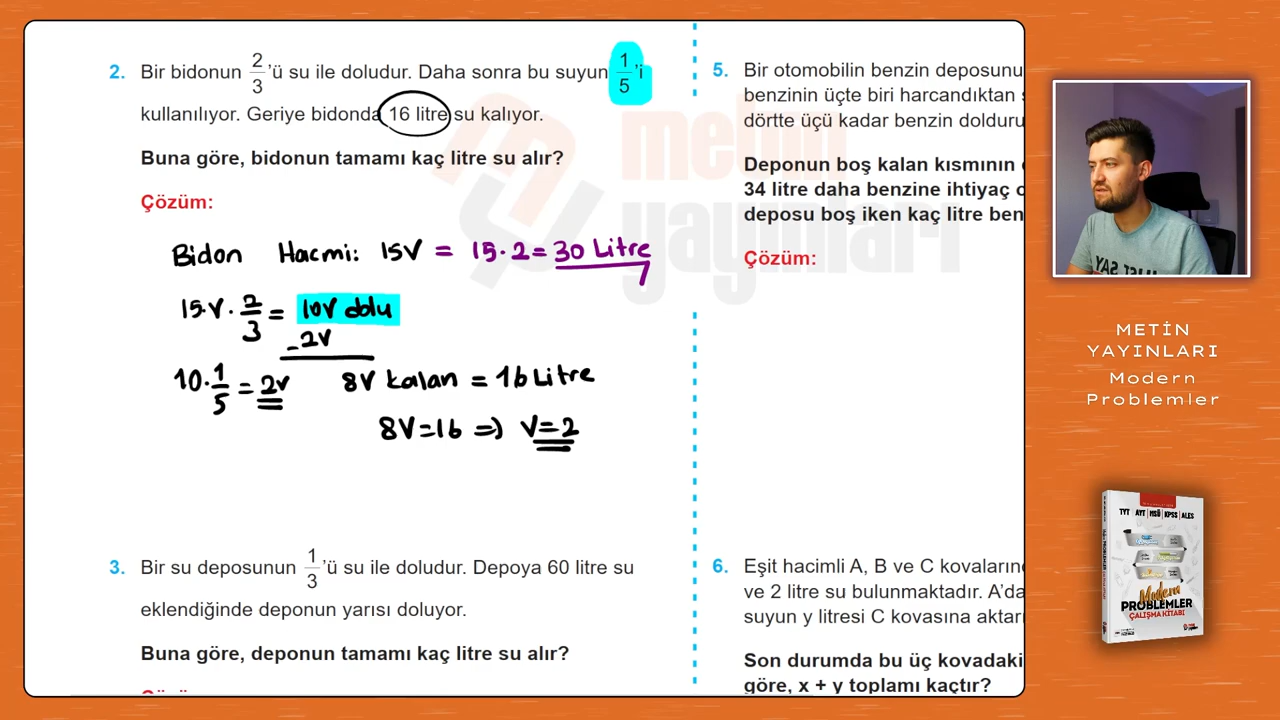 2. Bir bidonun 2/3'ü su ile doludur. Daha sonra bu suyun 1/5'i
kullanılıyor. Geriye bidonda 16 litre su kalıyor.
Buna göre, bidonun tamamı kaç litre su alır?
Çözüm:
Bidon Hacmi: 15V = 15.2 = 30 Litre
15.V.2/3 = 10V dolu
-2V
10.1/5 = 2V 8V kalan = 16 Litre
8V=16 => V=2
3. Bir su deposunun 1/3'ü su ile doludur. Depoya 60 litre su
eklendiğinde deponun yarısı doluyor.
Buna göre, deponun tamamı kaç litre su alır?
5. Bir otomobilin benzin deposunu
benzinin üçte biri harcandıktan
dörtte üçü kadar benzin dolduru
Deponun boş kalan kısmının
34 litre daha benzine ihtiyaç
deposu boş iken kaç litre ben
Çözüm:
6. Eşit hacimli A, B ve C kovaların
ve 2 litre su bulunmaktadır. A'da
suyun y litresi C kovasına aktar
Son durumda bu üç kovadaki
göre, x + y toplamı kaçtır?
metin
yayınları
METİN
YAYINLARI
Modern
Problemler
TYT AYT MSÜ KPSS ALES
Modern
PROBLEMLER
ÇALIŞMA KİTABI